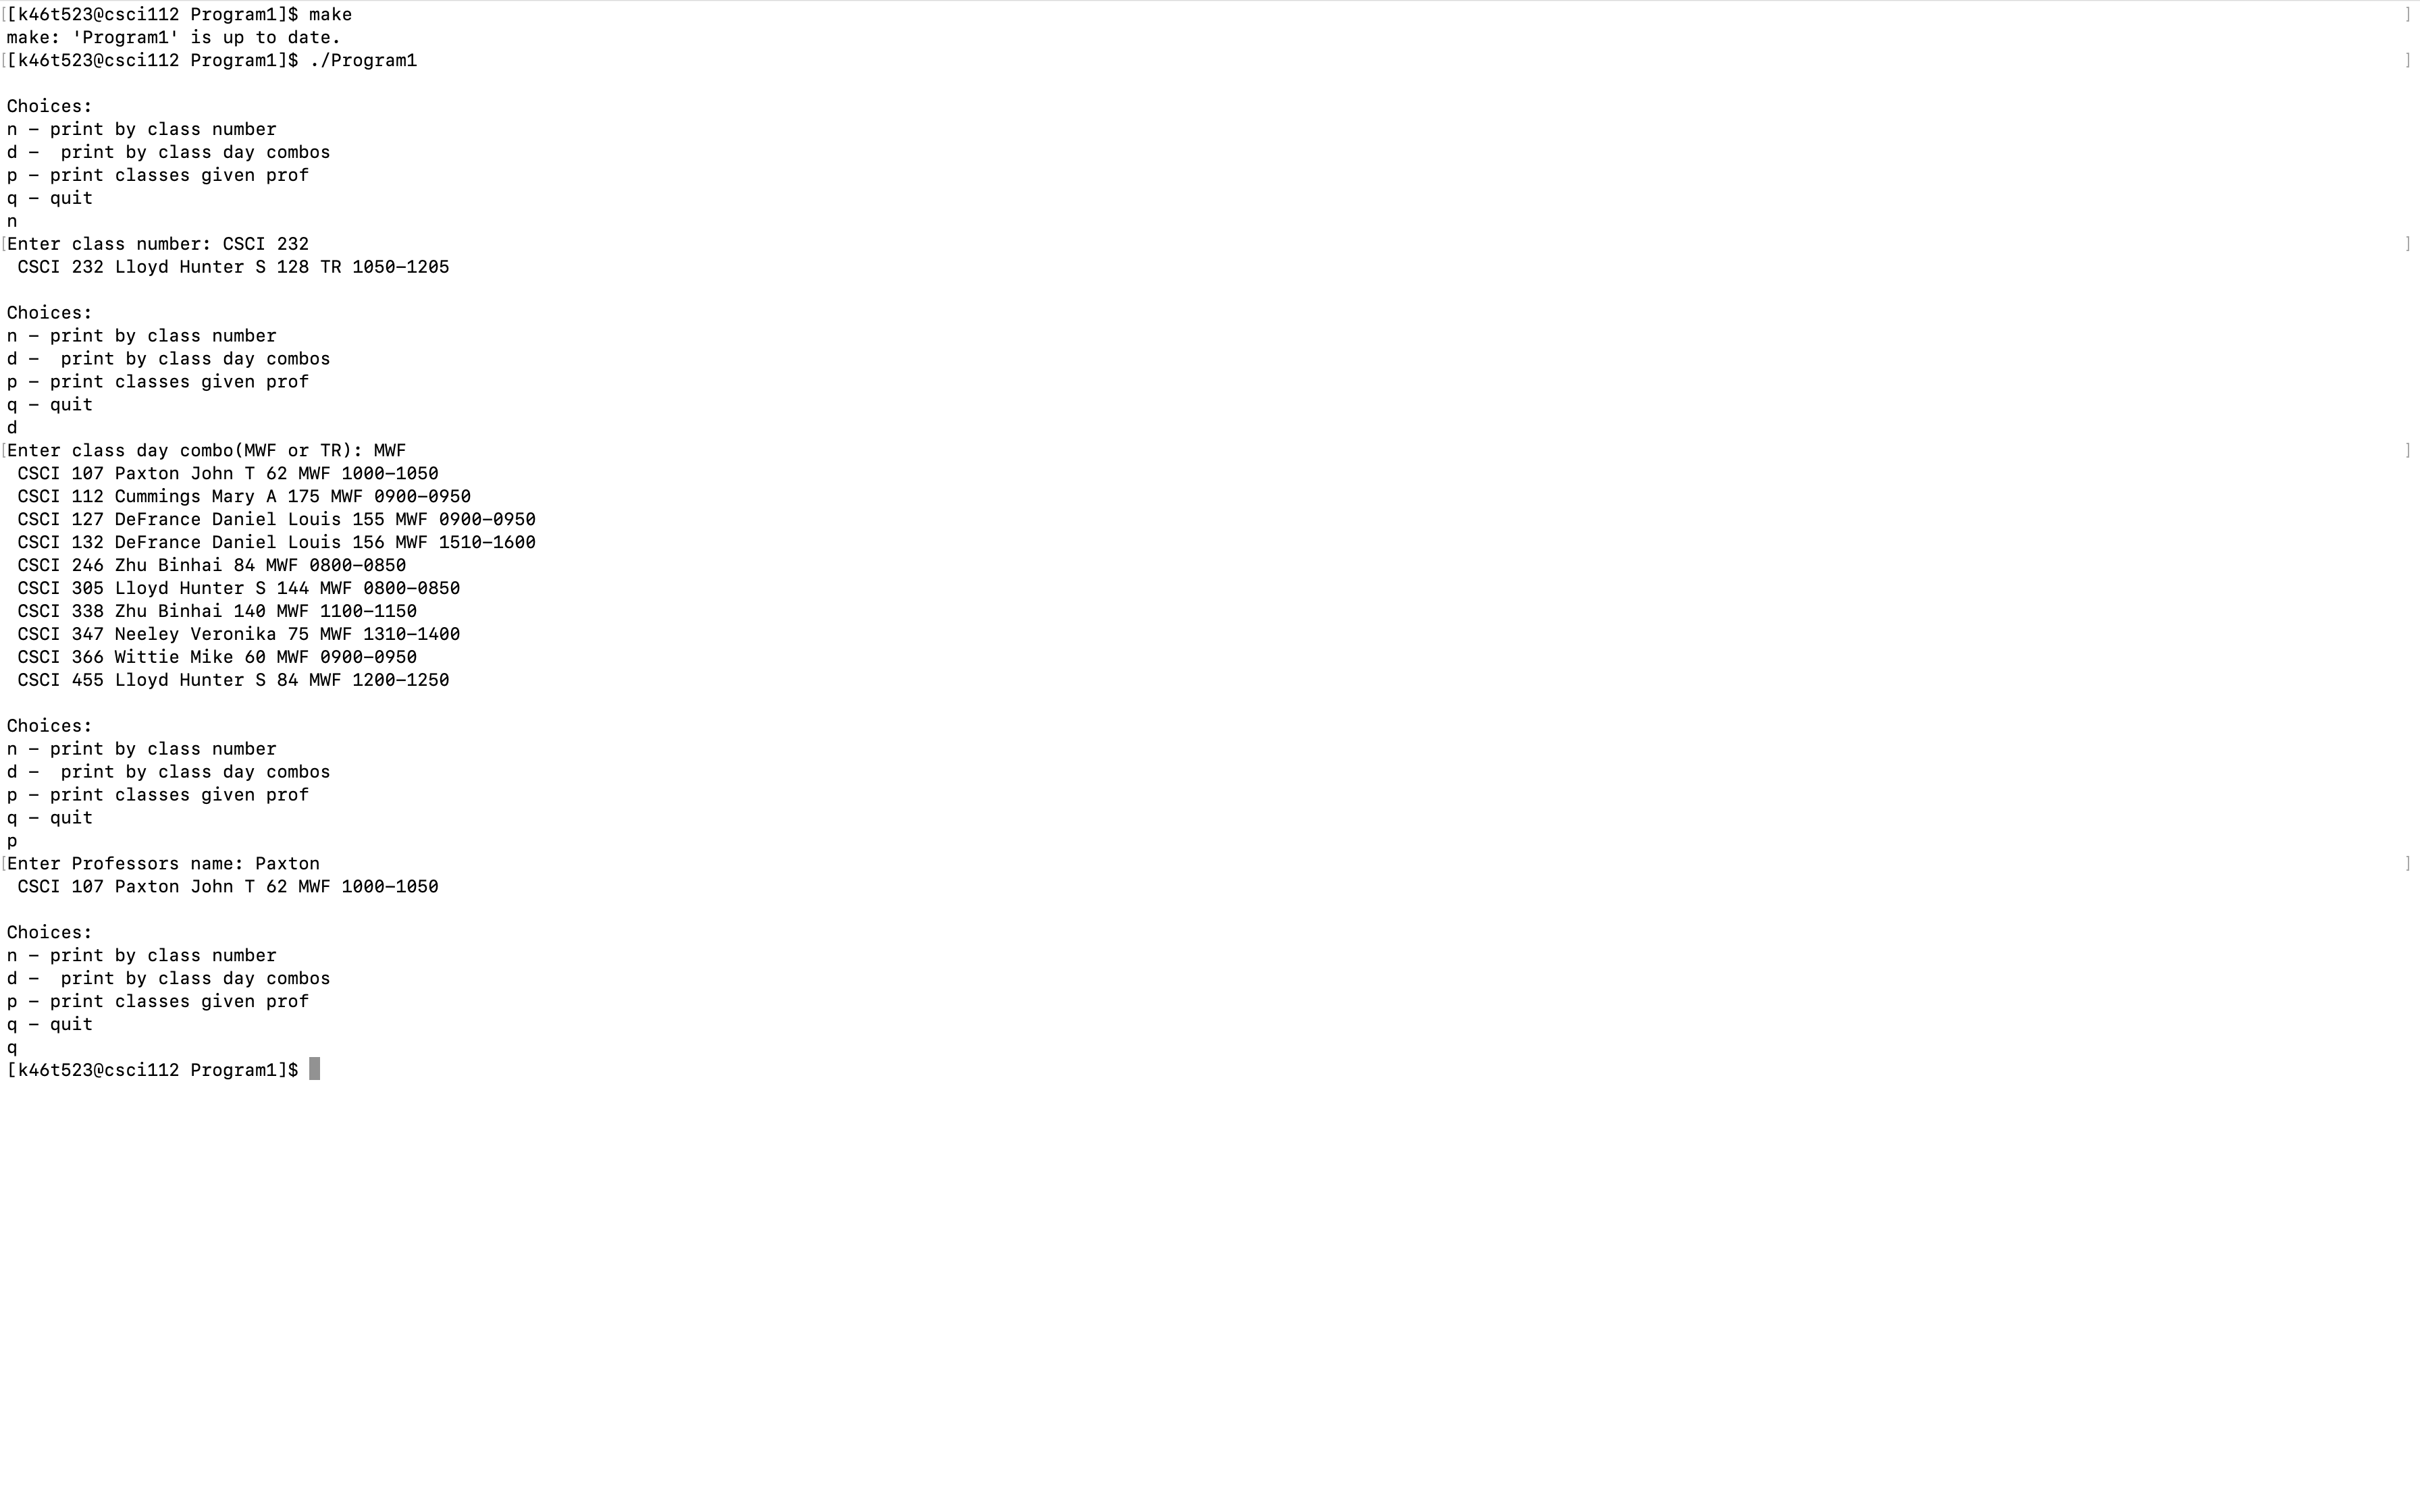 [[k46t523@csci112 Program1]$ make ]
make: 'Program1' is up to date.
[[k46t523@csci112 Program1]$ ./Program1 ]

Choices:
n – print by class number
d –  print by class day combos
p – print classes given prof
q – quit
n
[Enter class number: CSCI 232 ]
 CSCI 232 Lloyd Hunter S 128 TR 1050–1205

Choices:
n – print by class number
d –  print by class day combos
p – print classes given prof
q – quit
d
[Enter class day combo(MWF or TR): MWF ]
 CSCI 107 Paxton John T 62 MWF 1000–1050
 CSCI 112 Cummings Mary A 175 MWF 0900–0950
 CSCI 127 DeFrance Daniel Louis 155 MWF 0900–0950
 CSCI 132 DeFrance Daniel Louis 156 MWF 1510–1600
 CSCI 246 Zhu Binhai 84 MWF 0800–0850
 CSCI 305 Lloyd Hunter S 144 MWF 0800–0850
 CSCI 338 Zhu Binhai 140 MWF 1100–1150
 CSCI 347 Neeley Veronika 75 MWF 1310–1400
 CSCI 366 Wittie Mike 60 MWF 0900–0950
 CSCI 455 Lloyd Hunter S 84 MWF 1200–1250

Choices:
n – print by class number
d –  print by class day combos
p – print classes given prof
q – quit
p
[Enter Professors name: Paxton ]
 CSCI 107 Paxton John T 62 MWF 1000–1050

Choices:
n – print by class number
d –  print by class day combos
p – print classes given prof
q – quit
q
[k46t523@csci112 Program1]$